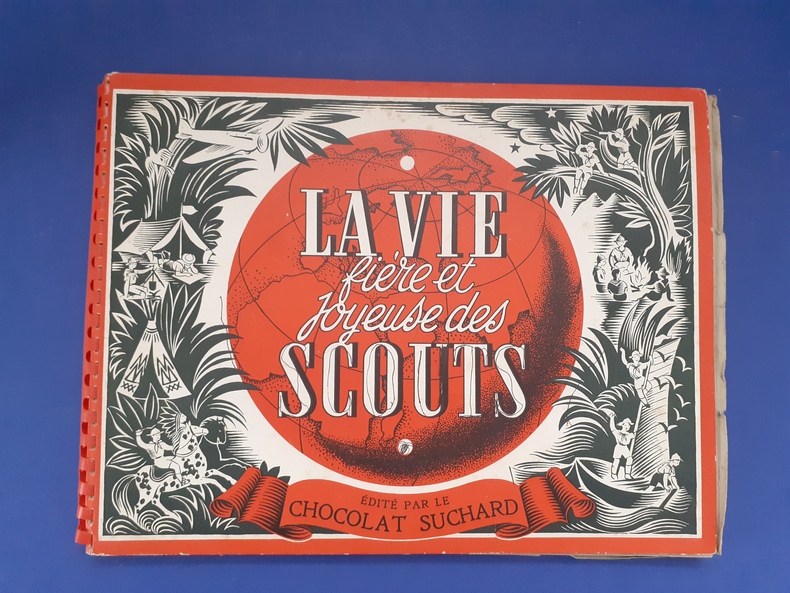 LA VIE
fière et
joyeuse des
SCOUTS
ÉDITÉ PAR LE
CHOCOLAT SUCHARD